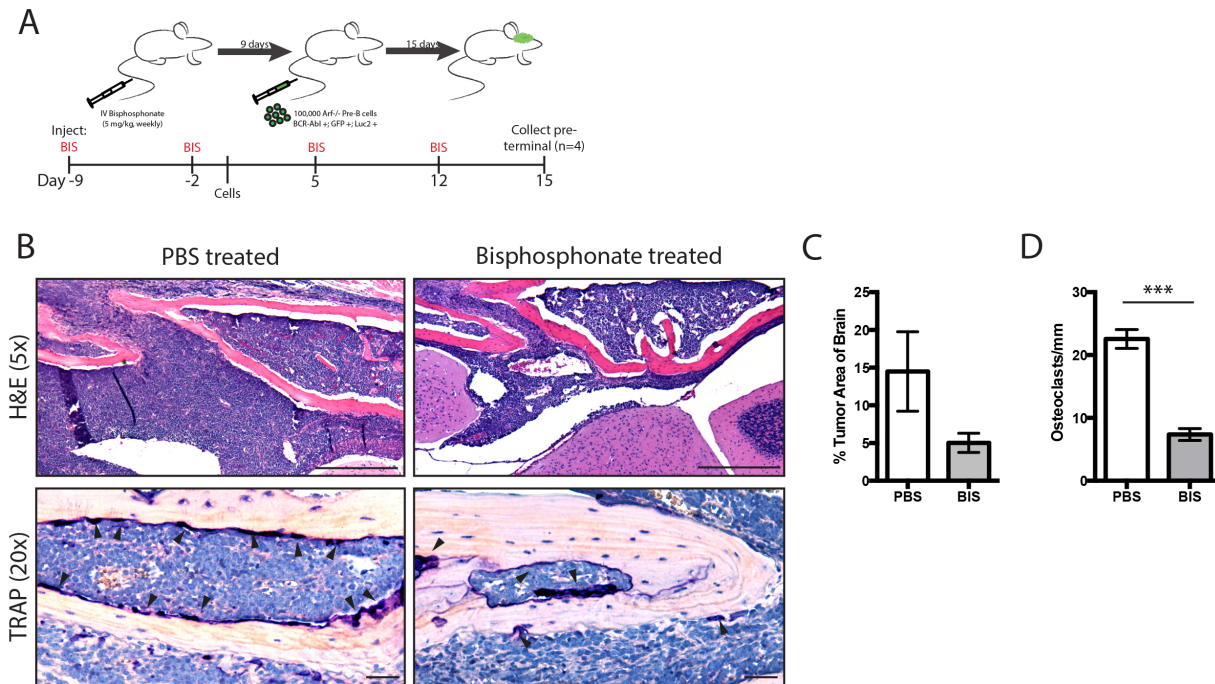 A
9 days
15 days
IV Bisphosphonate
(5 mg/kg, weekly)
100,000 Arf-/- Pre-B cells
BCR-Abl +; GFP +; Luc2 +
Inject:
Collect pre-
terminal (n=4)
BIS
BIS
BIS
BIS
Day -9
-2
Cells
5
12
15
B
PBS treated
Bisphosphonate treated
H&E (5x)
TRAP (20x)
C
% Tumor Area of Brain
25
20
15
10
5
0
PBS
BIS
D
Osteoclasts/mm
30
20
10
0
***
PBS
BIS